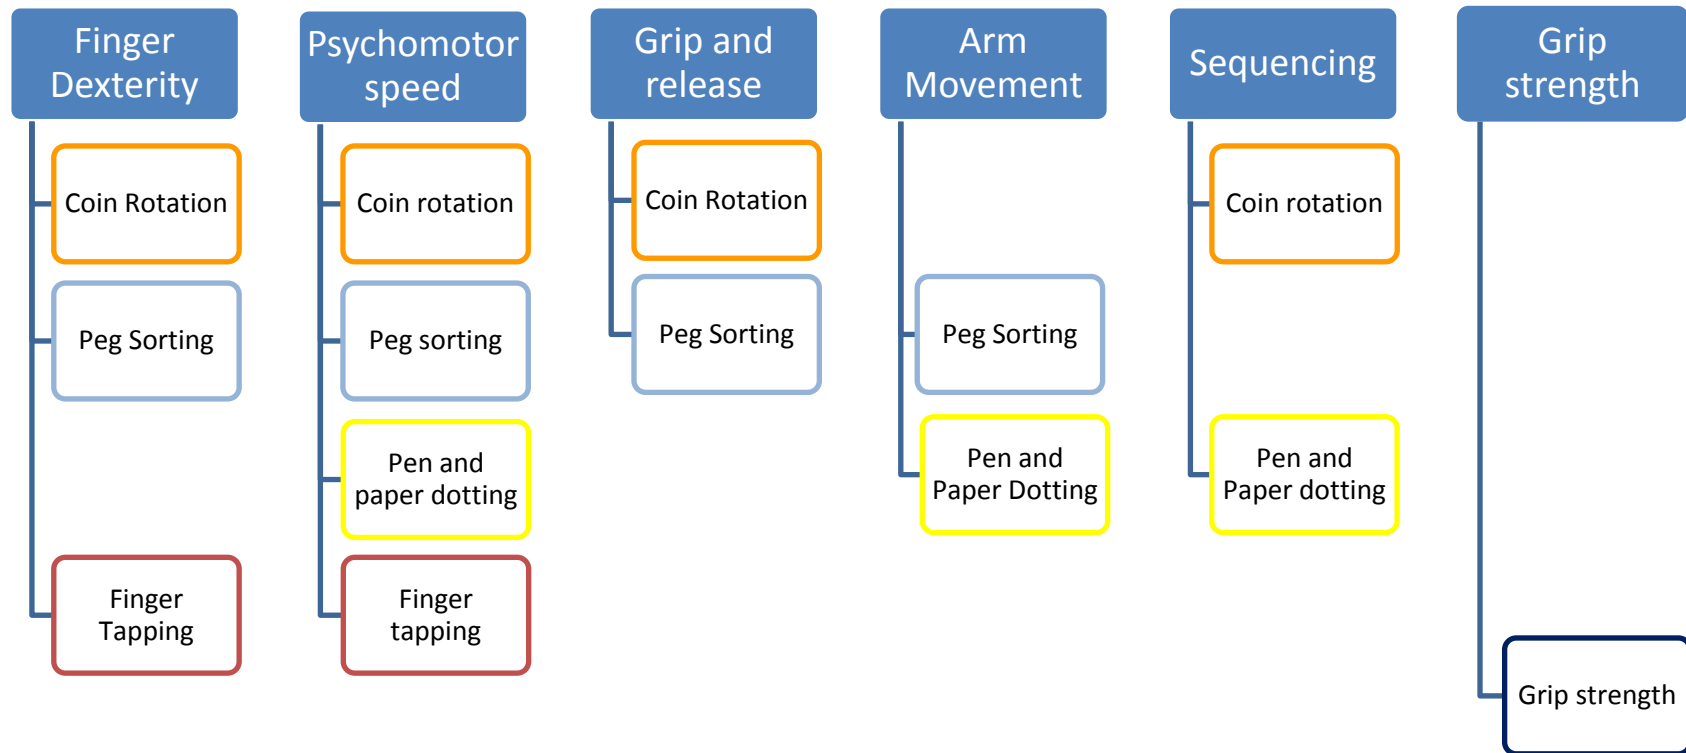 Finger
Dexterity
Coin Rotation
Peg Sorting
Finger
Tapping
Psychomotor
speed
Coin rotation
Peg sorting
Pen and
paper dotting
Finger
tapping
Grip and
release
Coin Rotation
Peg Sorting
Arm
Movement
Peg Sorting
Pen and
Paper Dotting
Sequencing
Coin rotation
Pen and
Paper dotting
Grip
strength
Grip strength